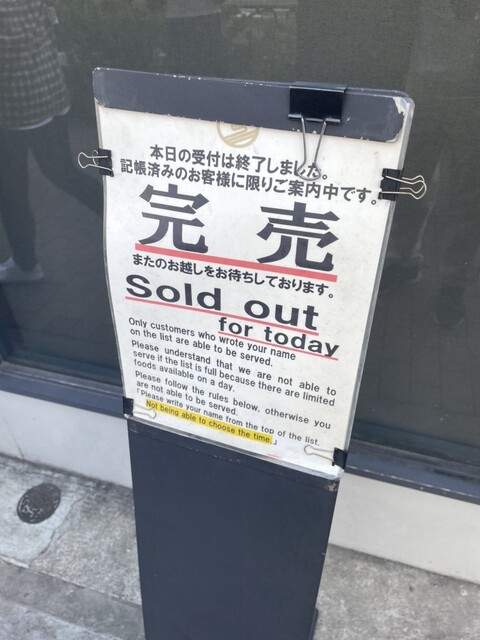 本日の受付は終了しました。
記帳済みのお客様に限りご案内中です。
完売
またのお越しをお待ちしております。
Sold out
for today
Only customers who wrote your name
on the list are able to be served.
Please understand that we are not able to
serve if the list is full because there are limited
foods available on a day.
Please follow the rules below, otherwise you
are not able to be served.
「Please write your name from the top of the list.
Not being able to choose the time.」